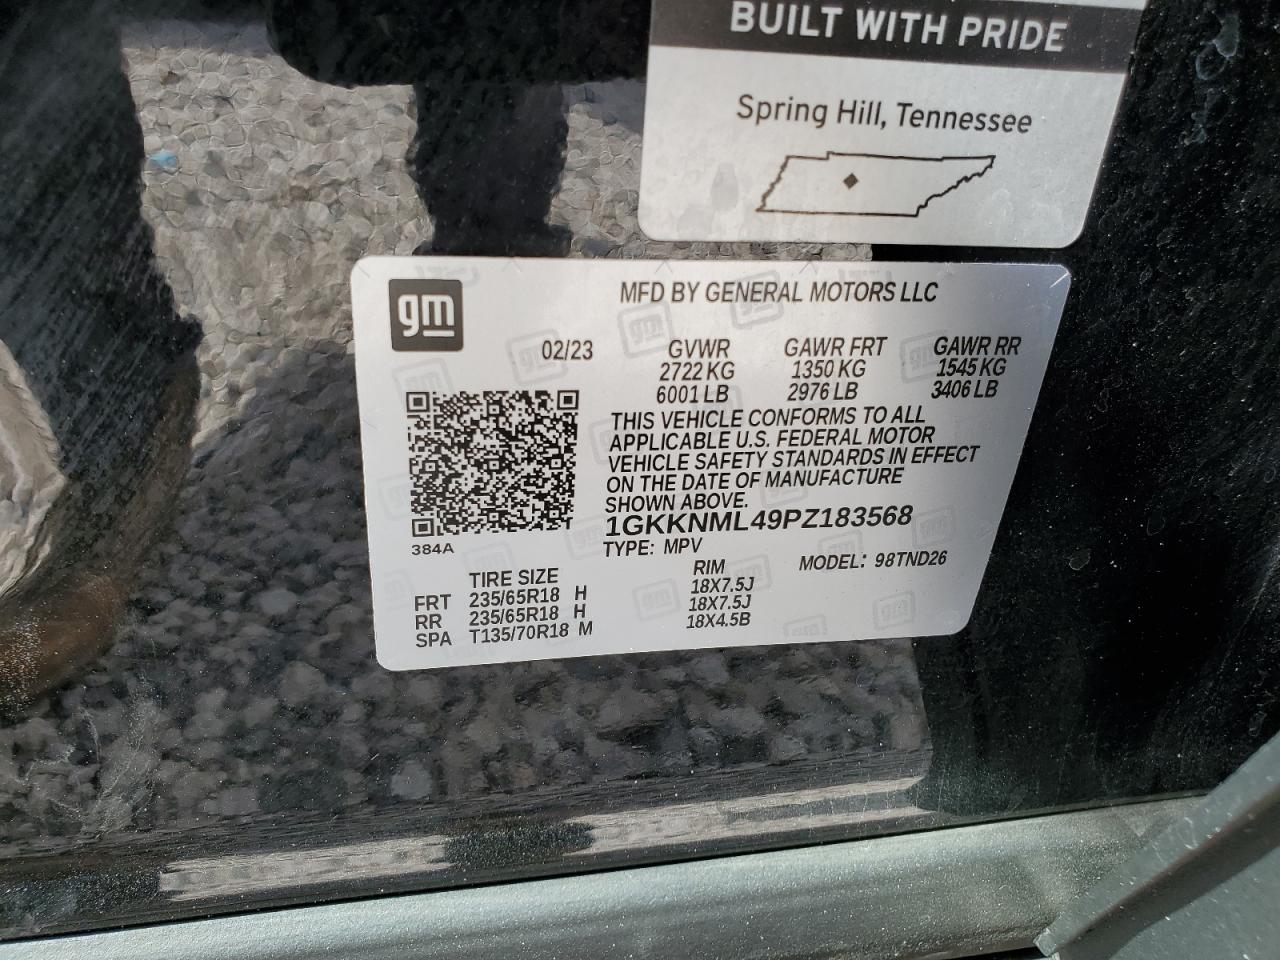 BUILT WITH PRIDE
Spring Hill, Tennessee
gm
MFD BY GENERAL MOTORS LLC
02/23 GVWR GAWR FRT GAWR RR
2722 KG 1350 KG 1545 KG
6001 LB 2976 LB 3406 LB
THIS VEHICLE CONFORMS TO ALL
APPLICABLE U.S. FEDERAL MOTOR
VEHICLE SAFETY STANDARDS IN EFFECT
ON THE DATE OF MANUFACTURE
SHOWN ABOVE.
1GKKNML49PZ183568
384A
TYPE: MPV MODEL: 98TND26
TIRE SIZE RIM
FRT 235/65R18 H 18X7.5J
RR 235/65R18 H 18X7.5J
SPA T135/70R18 M 18X4.5B